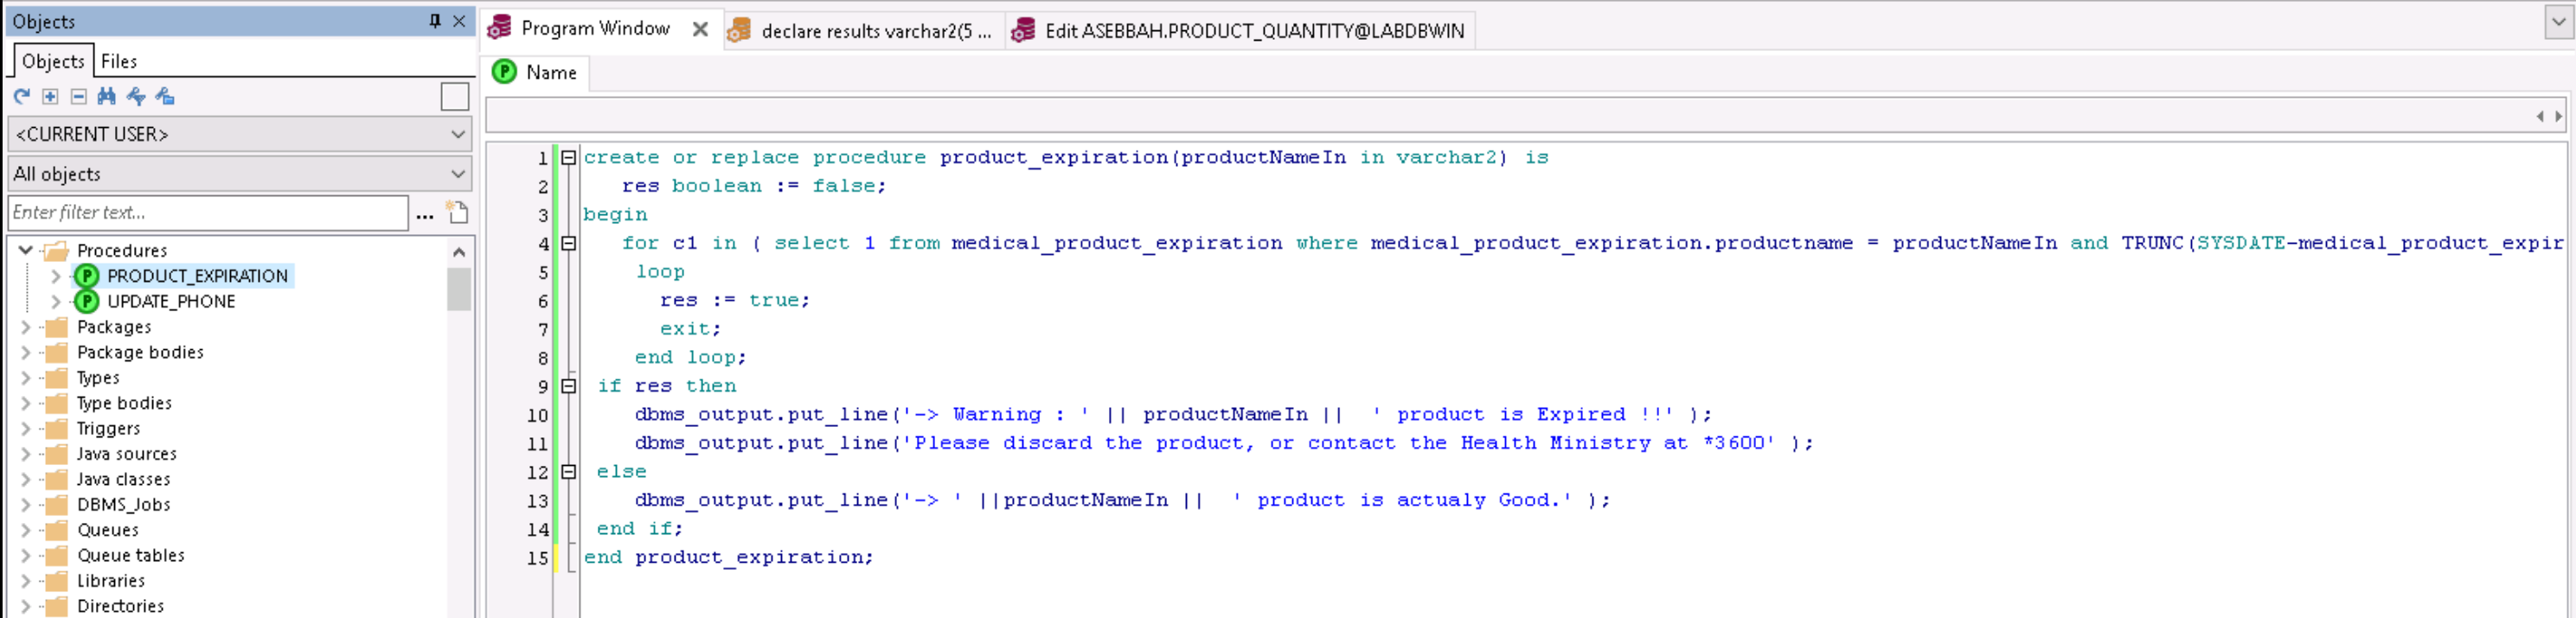 Objects
Objects Files
<CURRENT USER>
All objects
Enter filter text...
Procedures
PRODUCT_EXPIRATION
UPDATE_PHONE
Packages
Package bodies
Types
Type bodies
Triggers
Java sources
Java classes
DBMS_Jobs
Queues
Queue tables
Libraries
Directories
Program Window declare results varchar2(5 ... Edit ASEBBAH.PRODUCT_QUANTITY@LABDBWIN
P Name
1 create or replace procedure product_expiration(productNameIn in varchar2) is
2 res boolean := false;
3 begin
4 for c1 in ( select 1 from medical_product_expiration where medical_product_expiration.productname = productNameIn and TRUNC(SYSDATE-medical_product_expir
5 loop
6 res := true;
7 exit;
8 end loop;
9 if res then
10 dbms_output.put_line('-> Warning : ' || productNameIn || ' product is Expired !!' );
11 dbms_output.put_line('Please discard the product, or contact the Health Ministry at *3600' );
12 else
13 dbms_output.put_line('-> ' ||productNameIn || ' product is actualy Good.' );
14 end if;
15 end product_expiration;